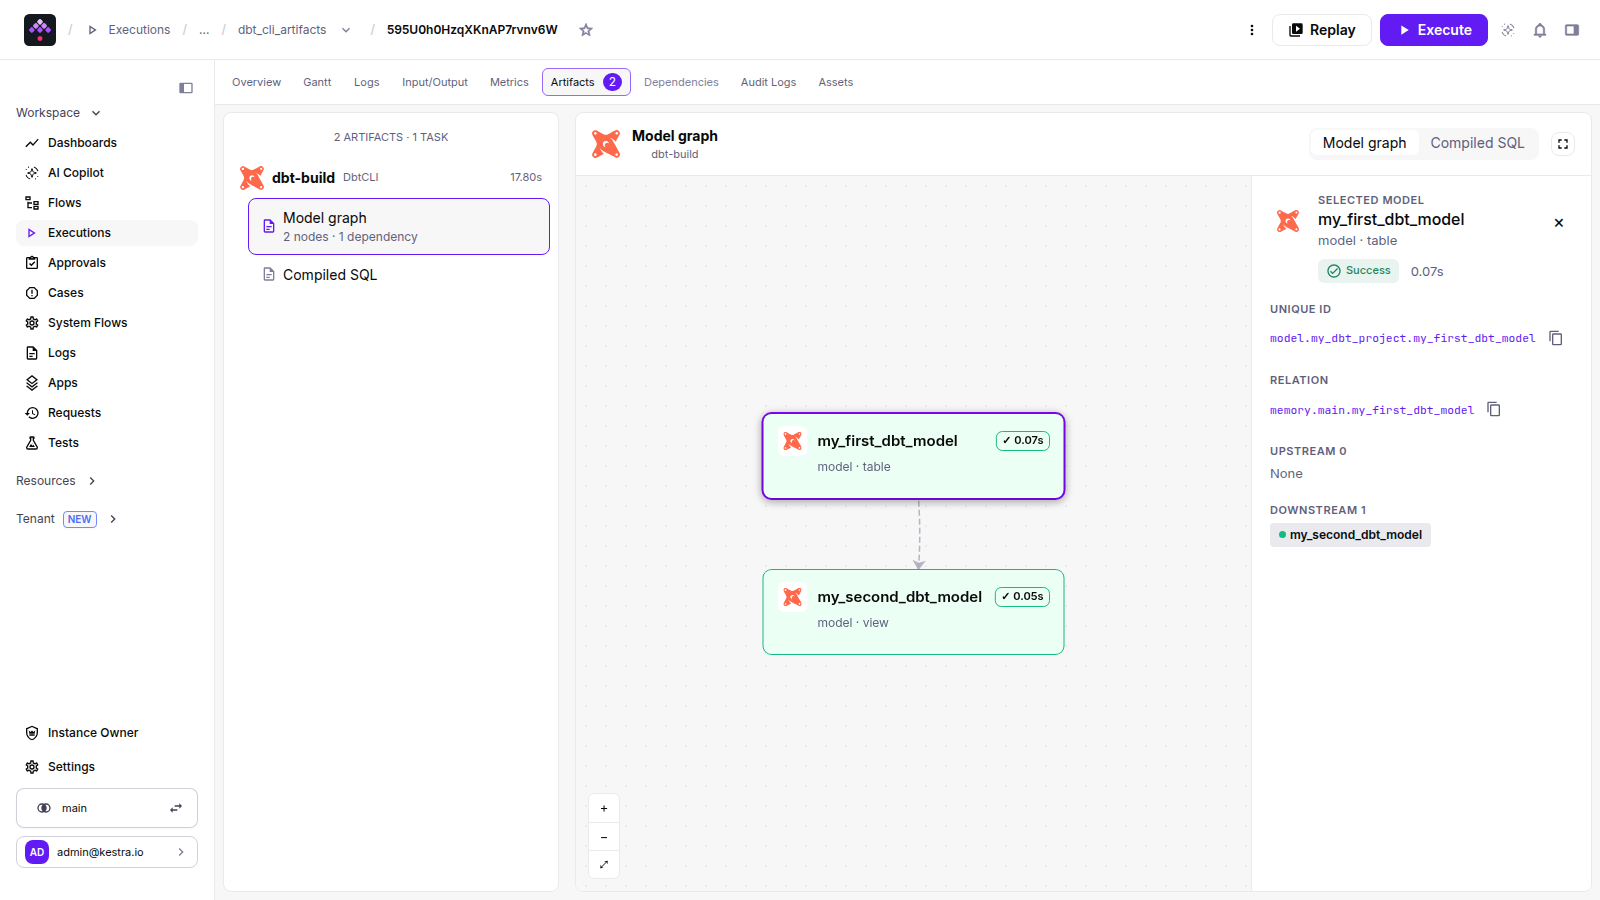 / Executions / ... / dbt_cli_artifacts / 595U0h0HzqXKnAP7rvnv6W
Replay
Execute
Workspace
Dashboards
AI Copilot
Flows
Executions
Approvals
Cases
System Flows
Logs
Apps
Requests
Tests
Resources
Tenant NEW
Instance Owner
Settings
main
AD admin@kestra.io
Overview Gantt Logs Input/Output Metrics Artifacts 2 Dependencies Audit Logs Assets
2 ARTIFACTS · 1 TASK
dbt-build DbtCLI 17.80s
Model graph
2 nodes · 1 dependency
Compiled SQL
Model graph
dbt-build
Model graph Compiled SQL
my_first_dbt_model ✓ 0.07s
model · table
my_second_dbt_model ✓ 0.05s
model · view
+
−
SELECTED MODEL
my_first_dbt_model
model · table
Success 0.07s
UNIQUE ID
model.my_dbt_project.my_first_dbt_model
RELATION
memory.main.my_first_dbt_model
UPSTREAM 0
None
DOWNSTREAM 1
my_second_dbt_model